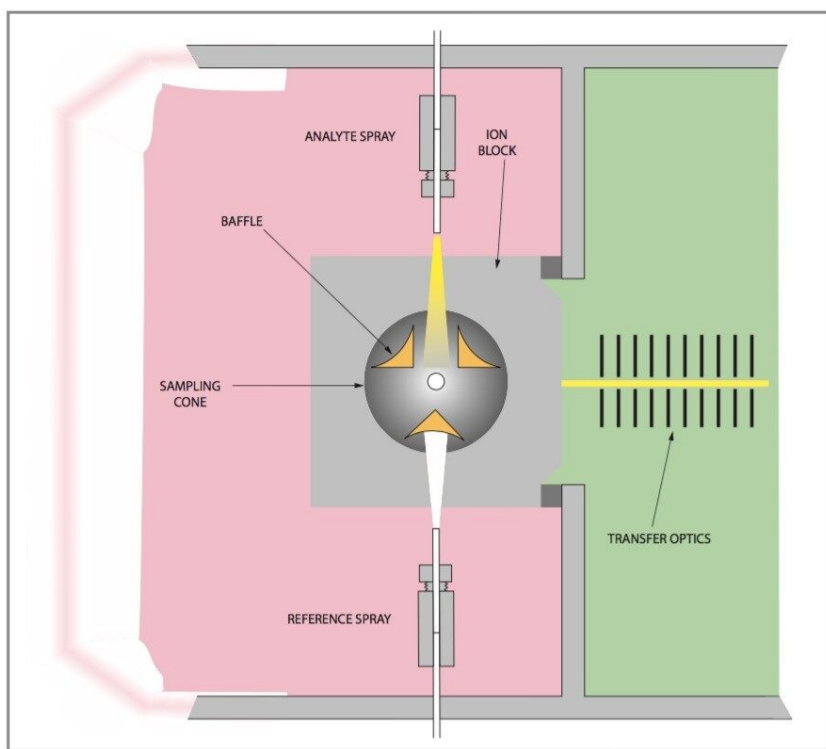 ANALYTE SPRAY
ION
BLOCK
BAFFLE
SAMPLING
CONE
TRANSFER OPTICS
REFERENCE SPRAY